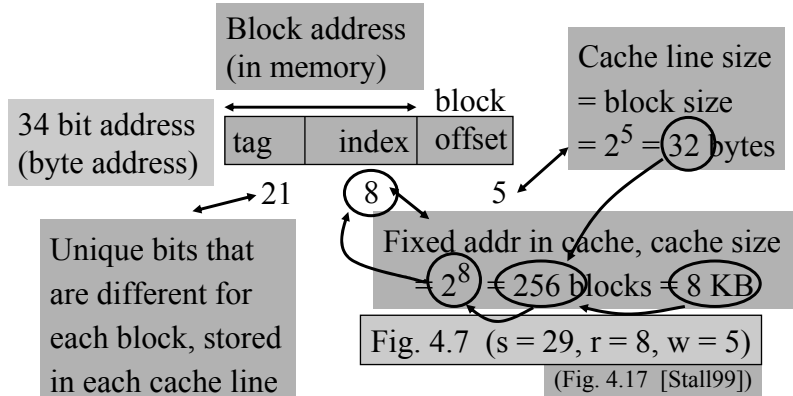 Block address
(in memory)
Cache line size
= block size
= 2^5 = 32 bytes
34 bit address
(byte address)
block
tag
index
offset
21
8
5
Unique bits that
are different for
each block, stored
in each cache line
Fixed addr in cache, cache size
= 2^8 = 256 blocks = 8 KB
Fig. 4.7 (s = 29, r = 8, w = 5)
(Fig. 4.17 [Stall99])